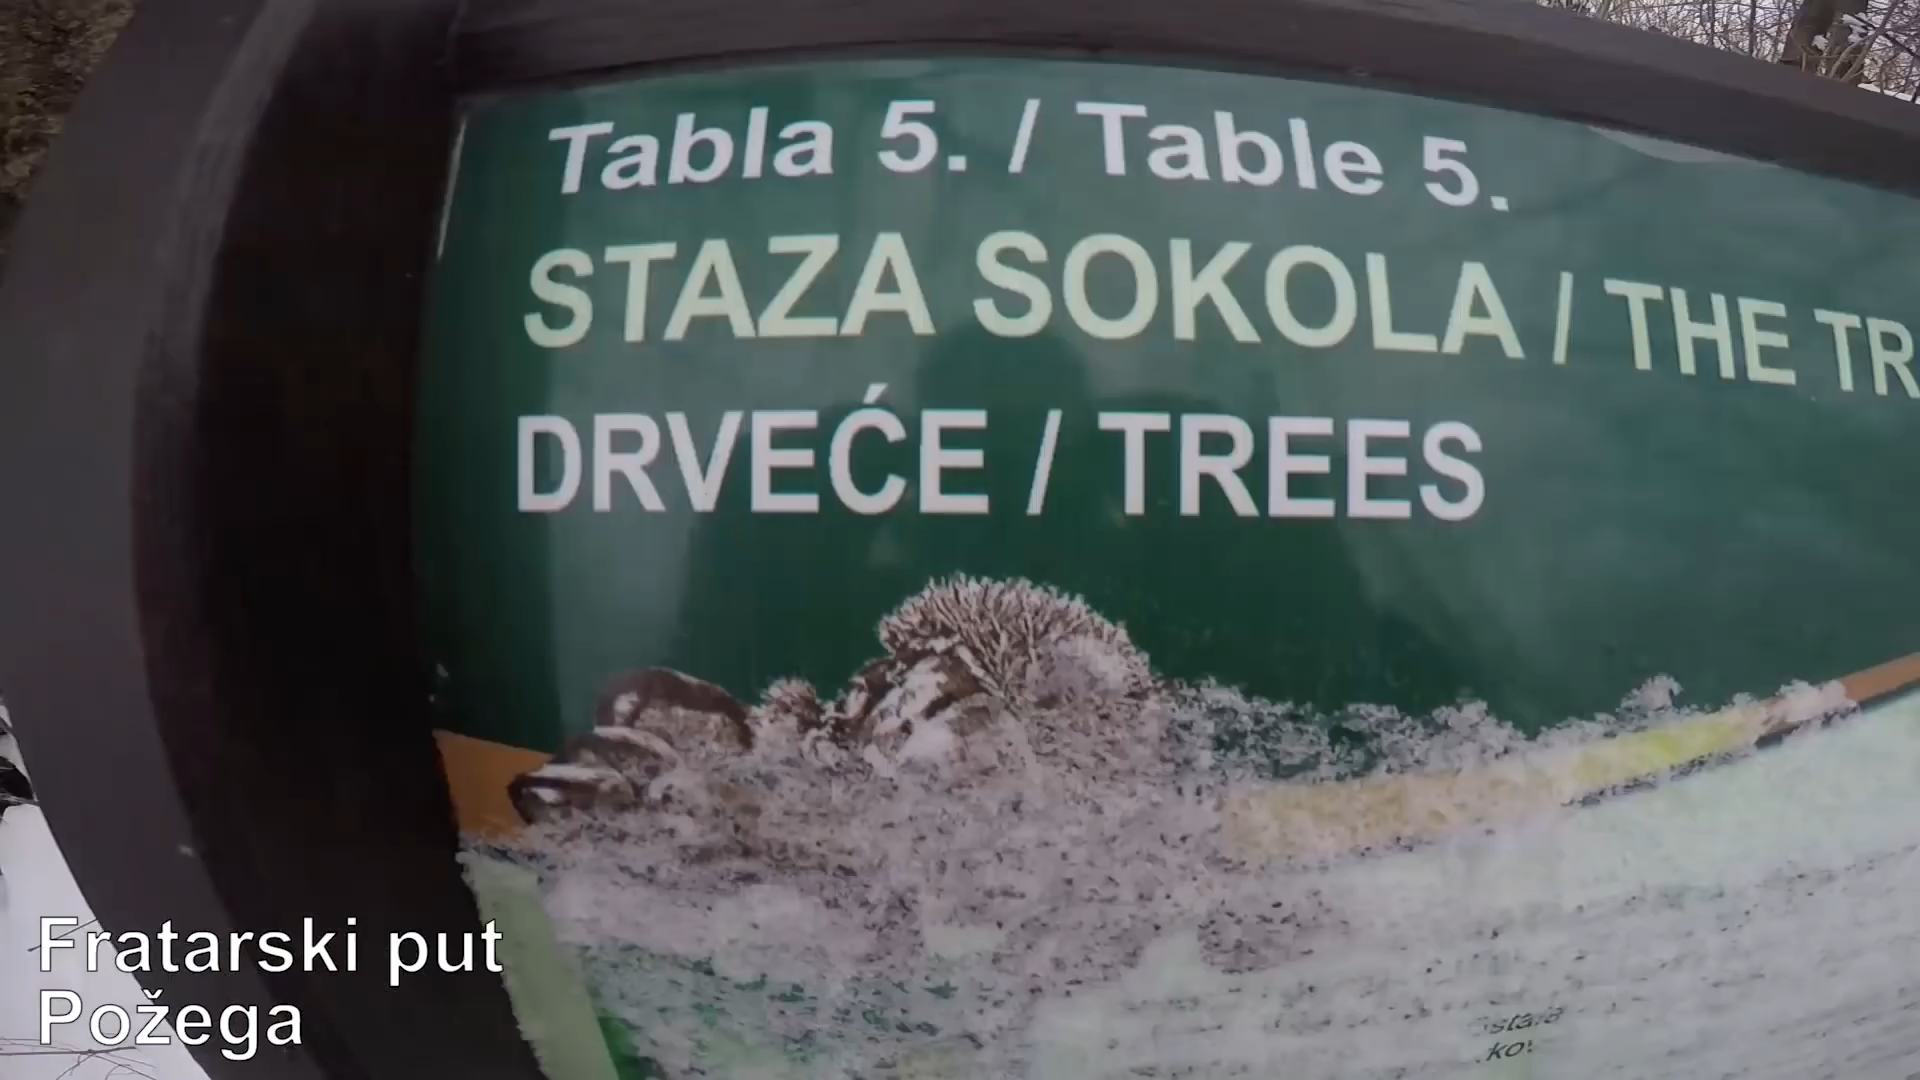 Tabla 5. / Table 5.
STAZA SOKOLA / THE TR
DRVEĆE / TREES
Fratarski put
Požega